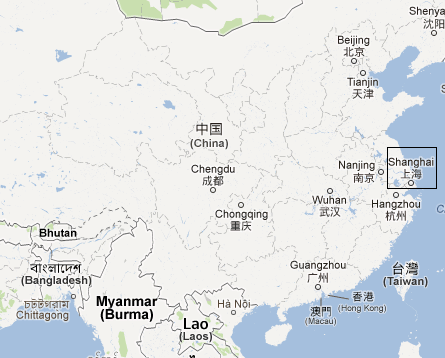 Shenya
沈阳
Beijing
北京
Tianjin
天津
中国
(China)
Shanghai
上海
Nanjing
南京
Chengdu
成都
Hangzhou
杭州
Wuhan
武汉
Chongqing
重庆
Bhutan
বাংলাদেশ
(Bangladesh)
Guangzhou
广州
台灣
(Taiwan)
香港
(Hong Kong)
澳門
(Macau)
Myanmar
(Burma)
Hà Nội
Chittagong
Lao
(Laos)